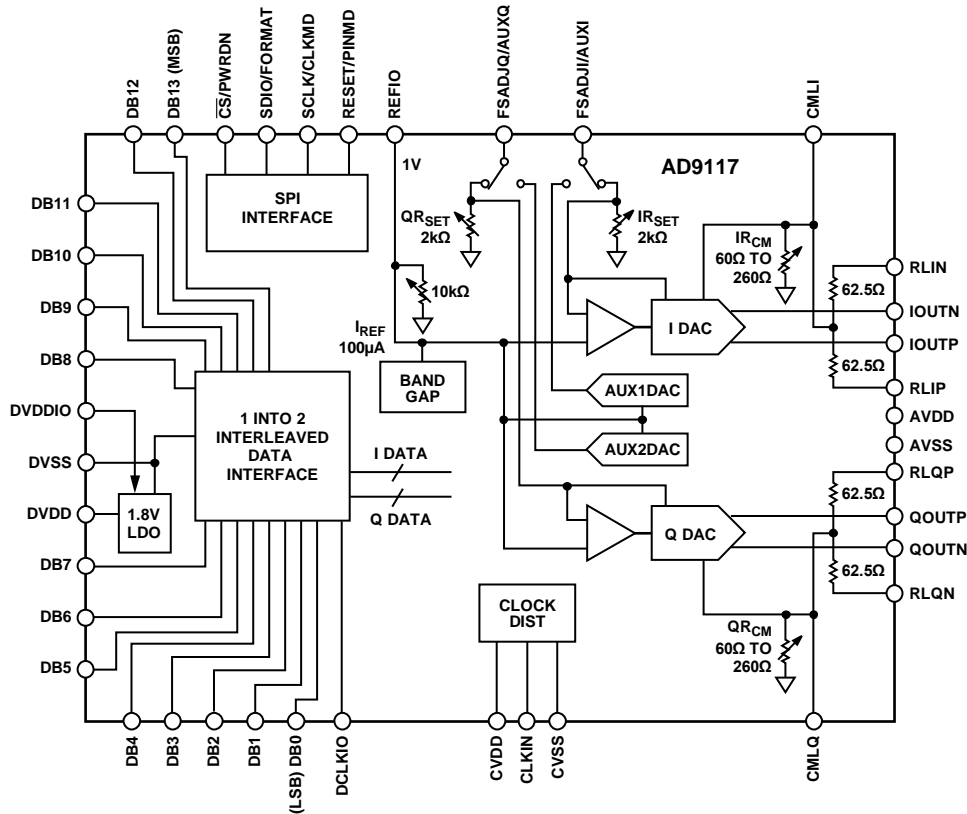 DB12
DB13 (MSB)
CS/PWRDN
SDIO/FORMAT
SCLK/CLKMD
RESET/PINMD
REFIO
FSADJQ/AUXQ
FSADJI/AUXI
CMLI
AD9117
1V
SPI
INTERFACE
DB11
DB10
DB9
DB8
DVDDIO
DVSS
DVDD
DB7
DB6
DB5
QRSET
2kΩ
IRSET
2kΩ
IRCM
60Ω TO
260Ω
10kΩ
IREF
100µA
BAND
GAP
I DAC
62.5Ω
62.5Ω
RLIN
IOUTN
IOUTP
RLIP
AVDD
AVSS
RLQP
QOUTP
QOUTN
RLQN
AUX1DAC
AUX2DAC
1 INTO 2
INTERLEAVED
DATA
INTERFACE
I DATA
Q DATA
1.8V
LDO
Q DAC
62.5Ω
62.5Ω
CLOCK
DIST
QRCM
60Ω TO
260Ω
DB4
DB3
DB2
DB1
(LSB) DB0
DCLKIO
CVDD
CLKIN
CVSS
CMLQ